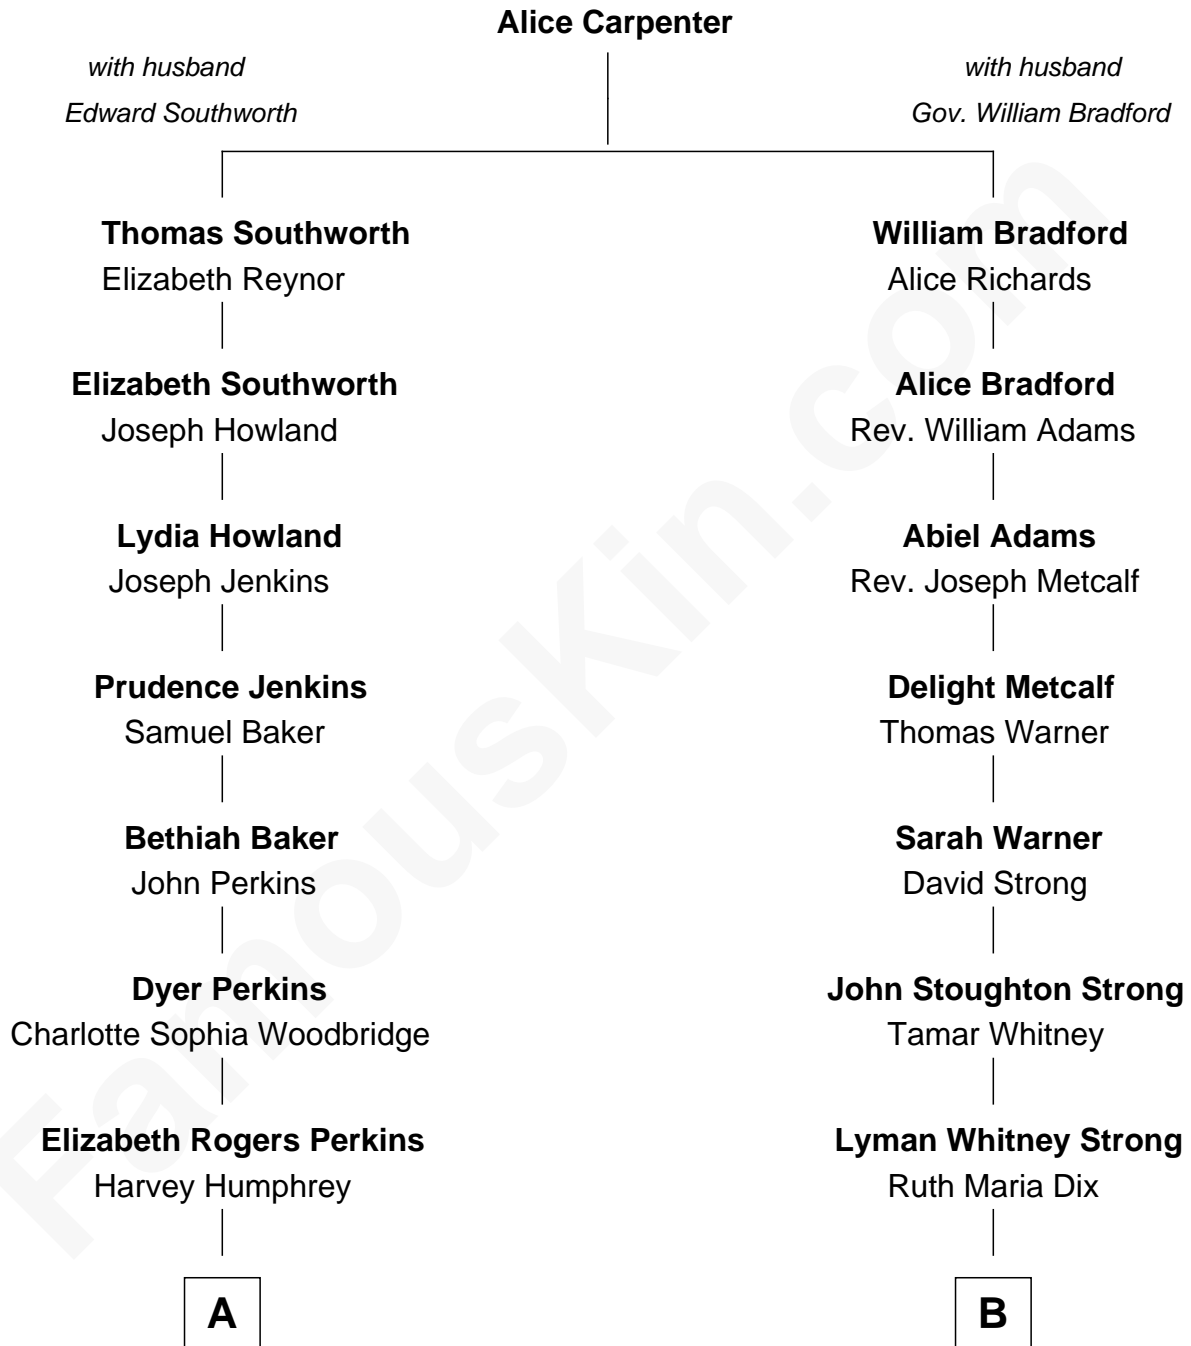 Alice Carpenter
with husband
Edward Southworth
with husband
Gov. William Bradford
Thomas Southworth
Elizabeth Reynor
William Bradford
Alice Richards
Elizabeth Southworth
Joseph Howland
Alice Bradford
Rev. William Adams
Lydia Howland
Joseph Jenkins
Abiel Adams
Rev. Joseph Metcalf
Prudence Jenkins
Samuel Baker
Delight Metcalf
Thomas Warner
Bethiah Baker
John Perkins
Sarah Warner
David Strong
Dyer Perkins
Charlotte Sophia Woodbridge
John Stoughton Strong
Tamar Whitney
Elizabeth Rogers Perkins
Harvey Humphrey
Lyman Whitney Strong
Ruth Maria Dix
A
B
FamousKin.com